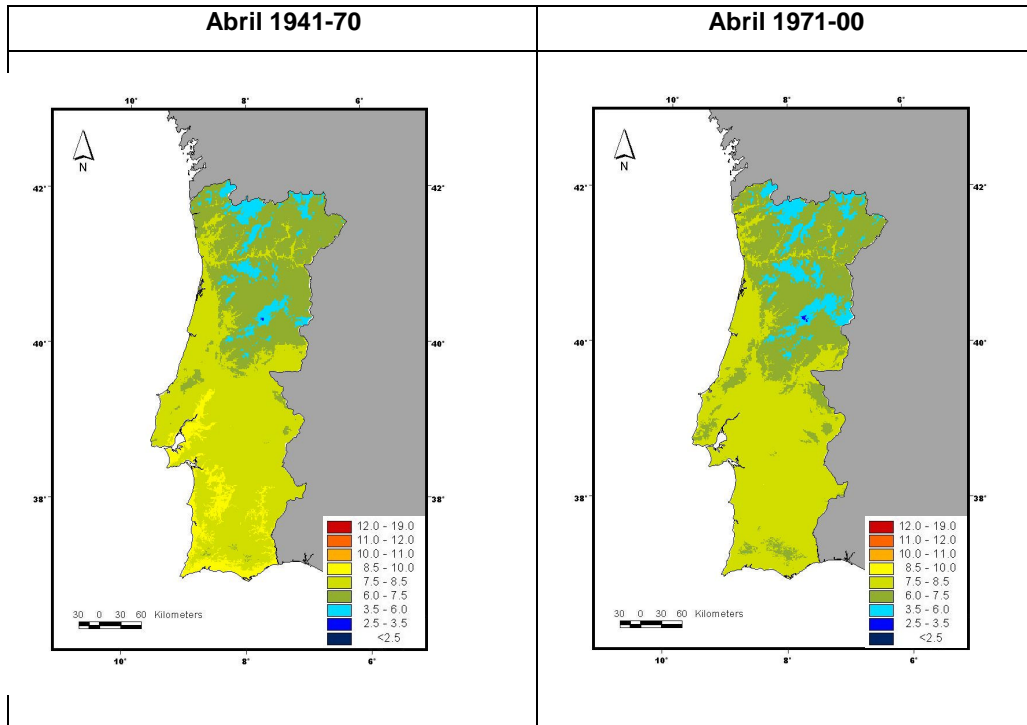 Abril 1941-70
Abril 1971-00
10° 8° 6°
N
42° 42°
40° 40°
38° 38°
12.0 - 19.0
11.0 - 12.0
10.0 - 11.0
8.5 - 10.0
7.5 - 8.5
6.0 - 7.5
3.5 - 6.0
2.5 - 3.5
<2.5
30 0 30 60 Kilometers
10° 8° 6°
10° 8° 6°
N
42° 42°
40° 40°
38° 38°
12.0 - 19.0
11.0 - 12.0
10.0 - 11.0
8.5 - 10.0
7.5 - 8.5
6.0 - 7.5
3.5 - 6.0
2.5 - 3.5
<2.5
30 0 30 60 Kilometers
10° 8° 6°